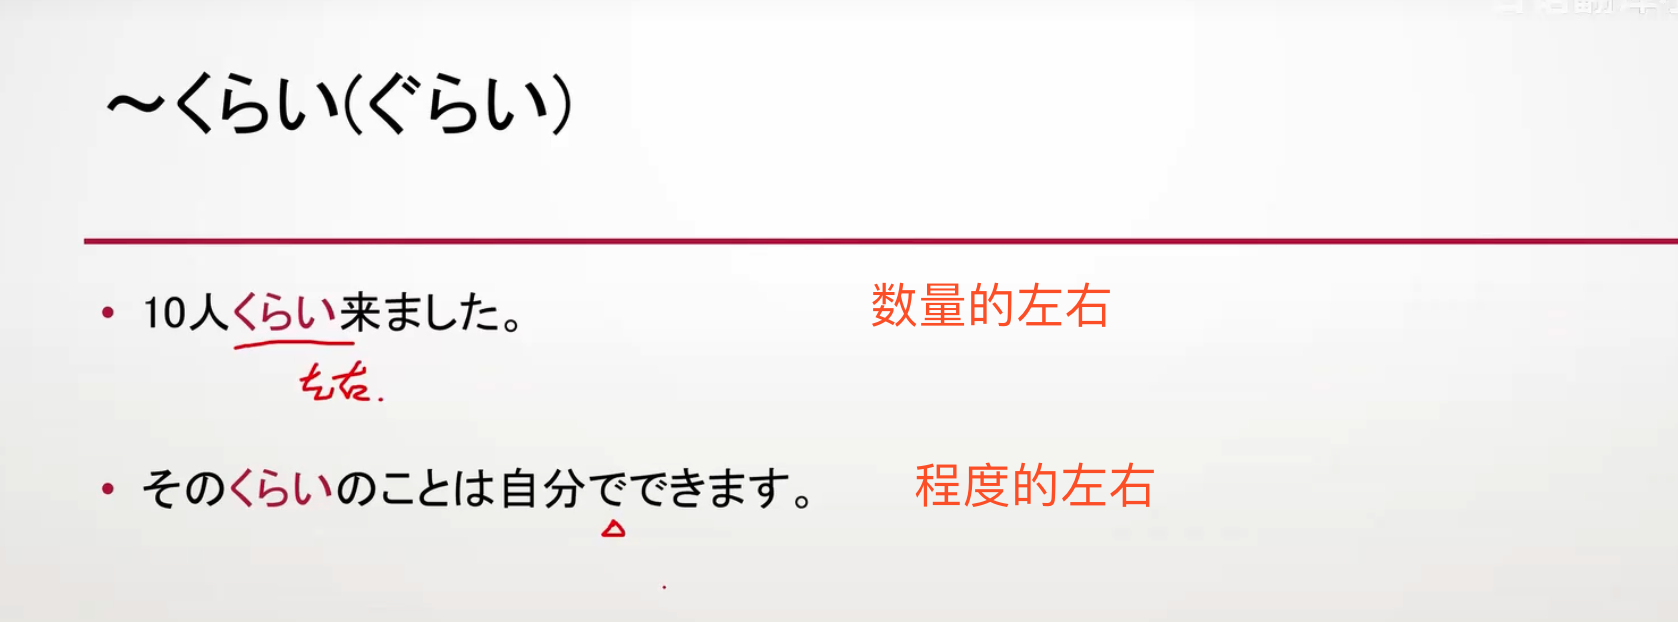 ~くらい(ぐらい)
• 10人くらい来ました。 数量的左右
左右.
• そのくらいのことは自分でできます。 程度的左右